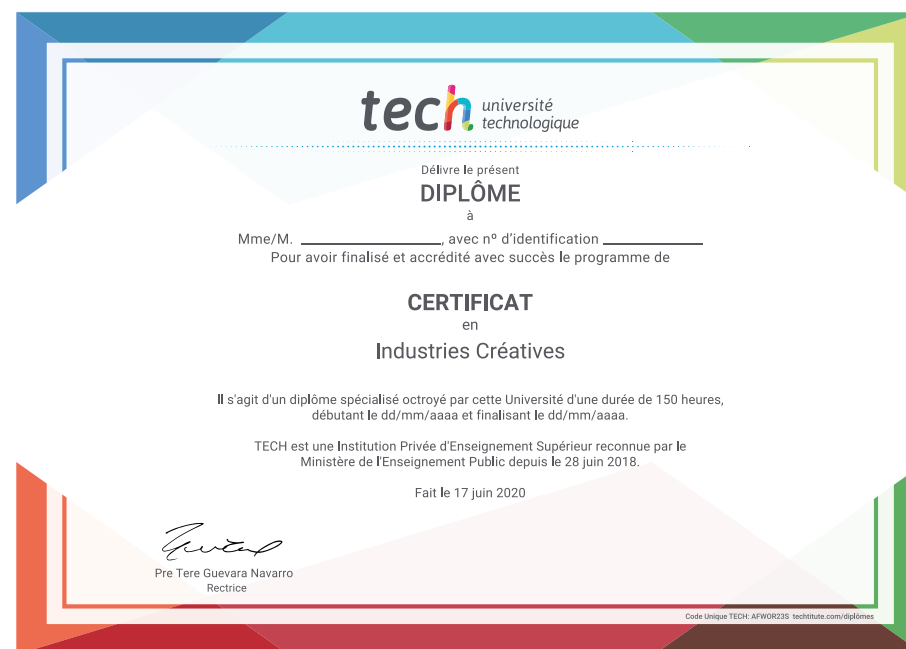 tech université
technologique
Délivre le présent
DIPLÔME
à
Mme/M. ____________________, avec nº d'identification __________________
Pour avoir finalisé et accrédité avec succès le programme de
CERTIFICAT
en
Industries Créatives
Il s'agit d'un diplôme spécialisé octroyé par cette Université d'une durée de 150 heures,
débutant le dd/mm/aaaa et finalisant le dd/mm/aaaa.
TECH est une Institution Privée d'Enseignement Supérieur reconnue par le
Ministère de l'Enseignement Public depuis le 28 juin 2018.
Fait le 17 juin 2020
Pre Tere Guevara Navarro
Rectrice
Code Unique TECH: AFWOR23S techtitute.com/diplômes